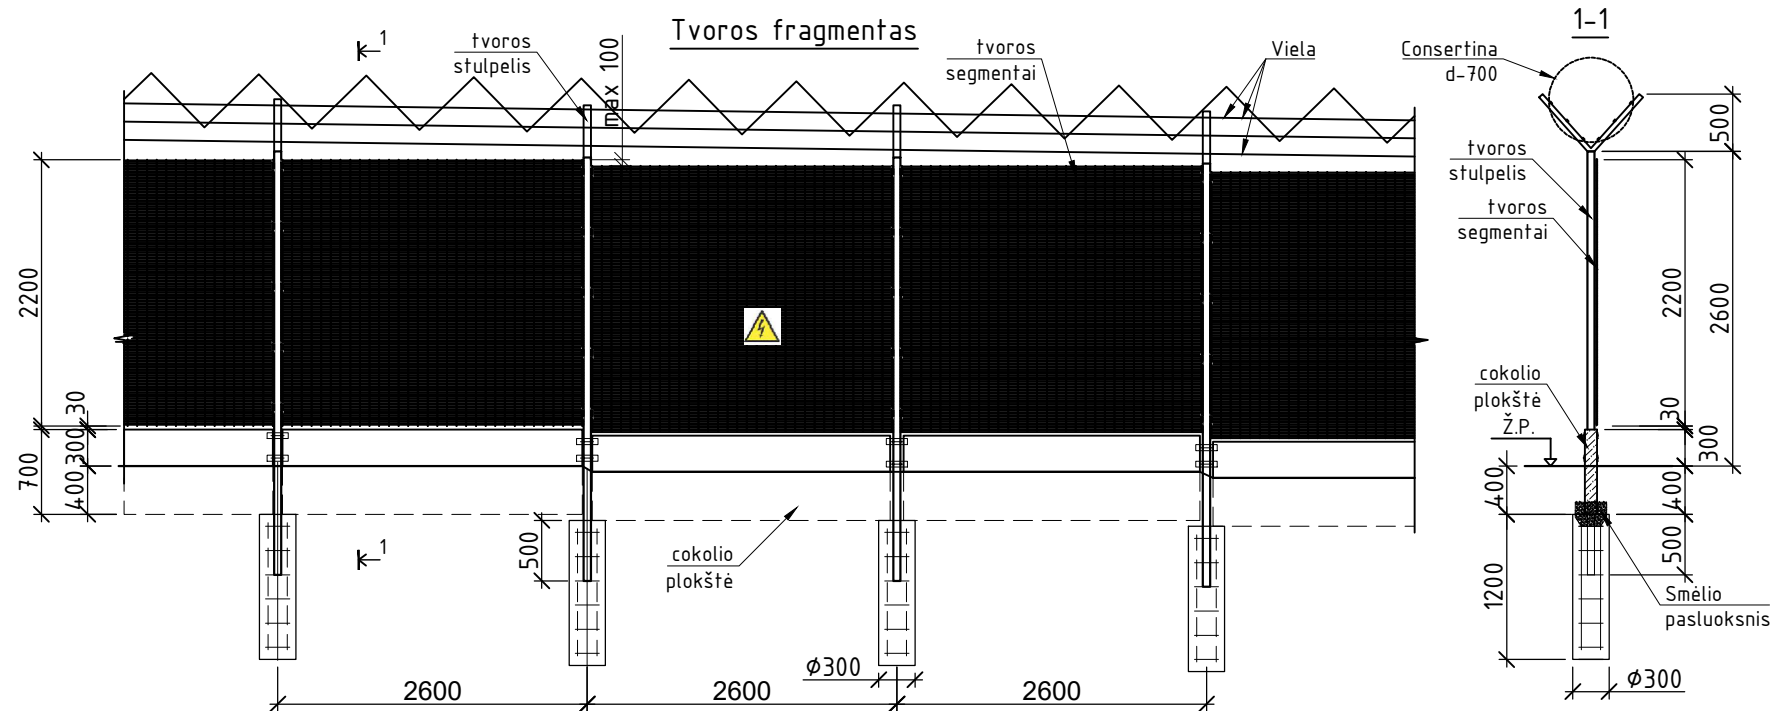 Tvoros fragmentas
1
tvoros
stulpelis
max 100
tvoros
segmentai
Viela
2200
30
300
700
400
1
500
cokolio
plokštė
Ø300
2600
2600
2600
1-1
Consertina
d-700
500
tvoros
stulpelis
tvoros
segmentai
2200
2600
cokolio
plokštė
30
Ž.P.
300
400
400
500
1200
Smėlio
pasluoksnis
Ø300